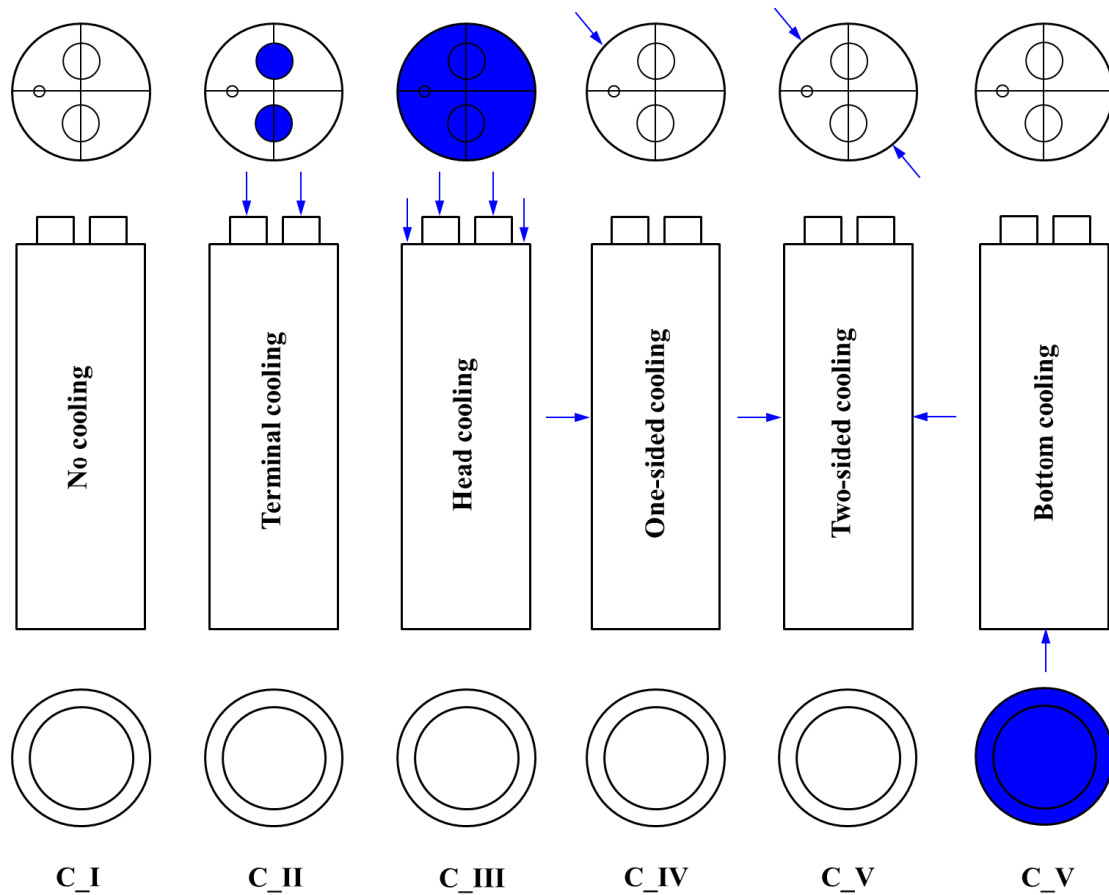 No cooling
Terminal cooling
Head cooling
One-sided cooling
Two-sided cooling
Bottom cooling
C_I
C_II
C_III
C_IV
C_V
C_V